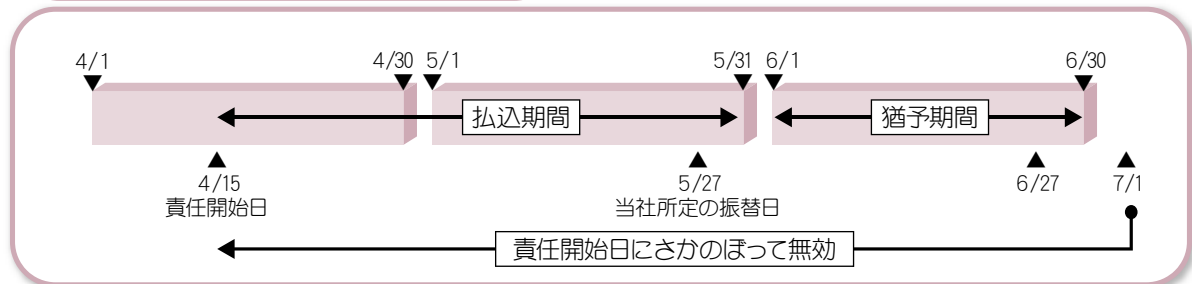 4/1 4/30 5/1 5/31 6/1 6/30
払込期間 猶予期間
4/15 5/27 6/27 7/1
責任開始日 当社所定の振替日
責任開始日にさかのぼって無効